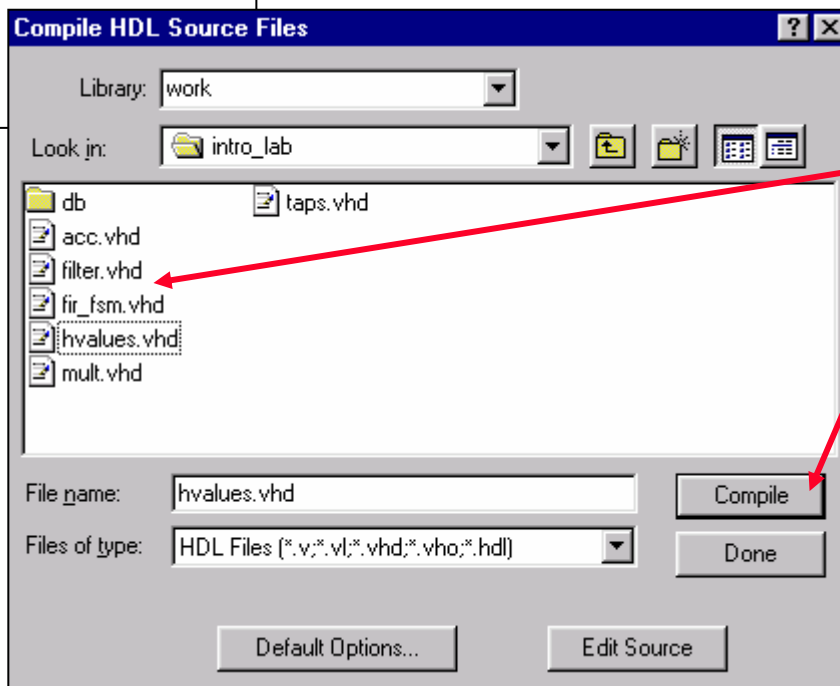 Compile HDL Source Files
Library: work
Look in: intro_lab
db taps.vhd
acc.vhd
filter.vhd
fir_fsm.vhd
hvalues.vhd
mult.vhd
File name: hvalues.vhd Compile
Files of type: HDL Files (*.v;*.vl;*.vhd;*.vho;*.hdl) Done
Default Options... Edit Source